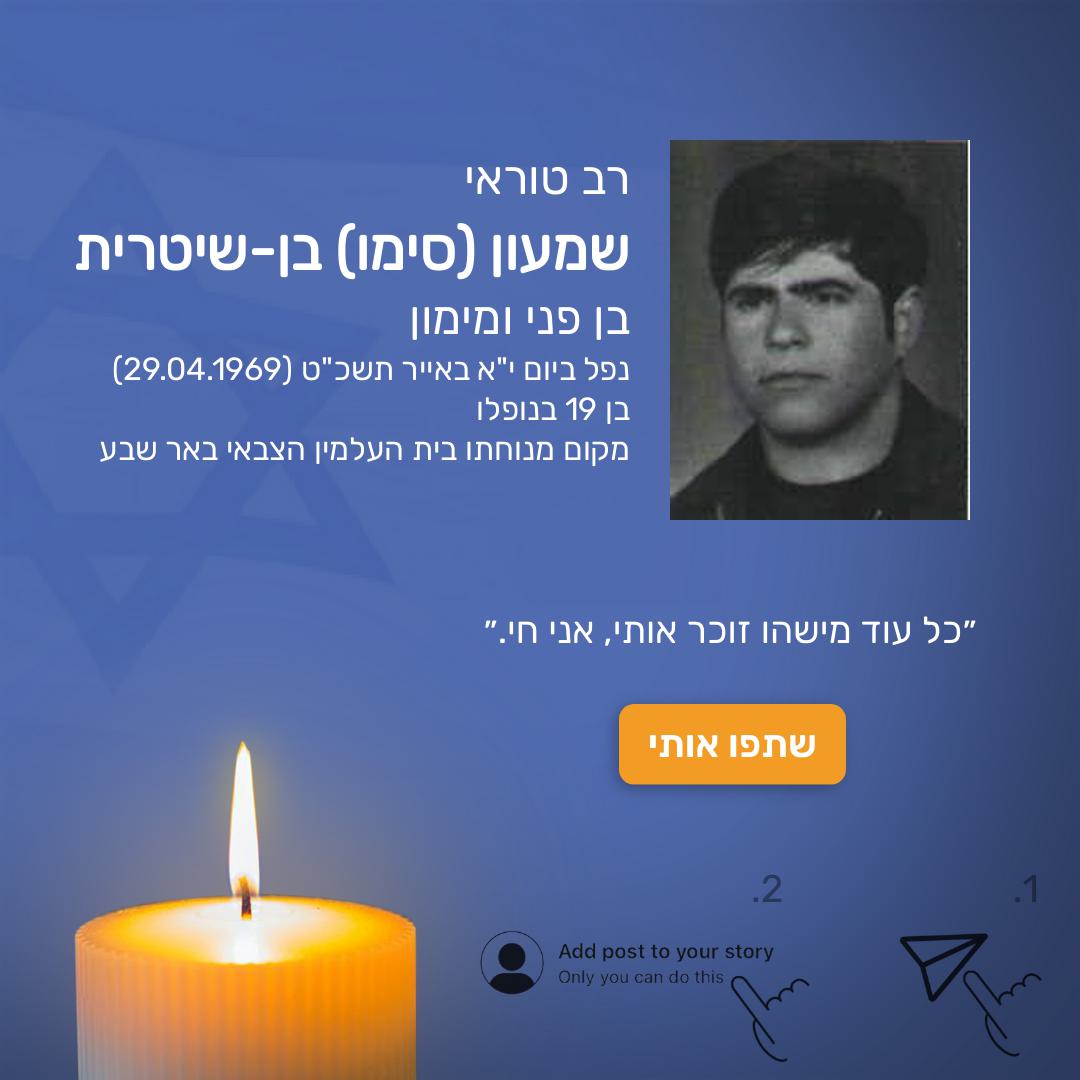 רב טוראי
שמעון (סימו) בן-שיטרית
בן פני ומימון
נפל ביום י"א באייר תשכ"ט (29.04.1969)
בן 19 בנופלו
מקום מנוחתו בית העלמין הצבאי באר שבע
״כל עוד מישהו זוכר אותי, אני חי.״
שתפו אותי
.1
.2
Add post to your story
Only you can do this